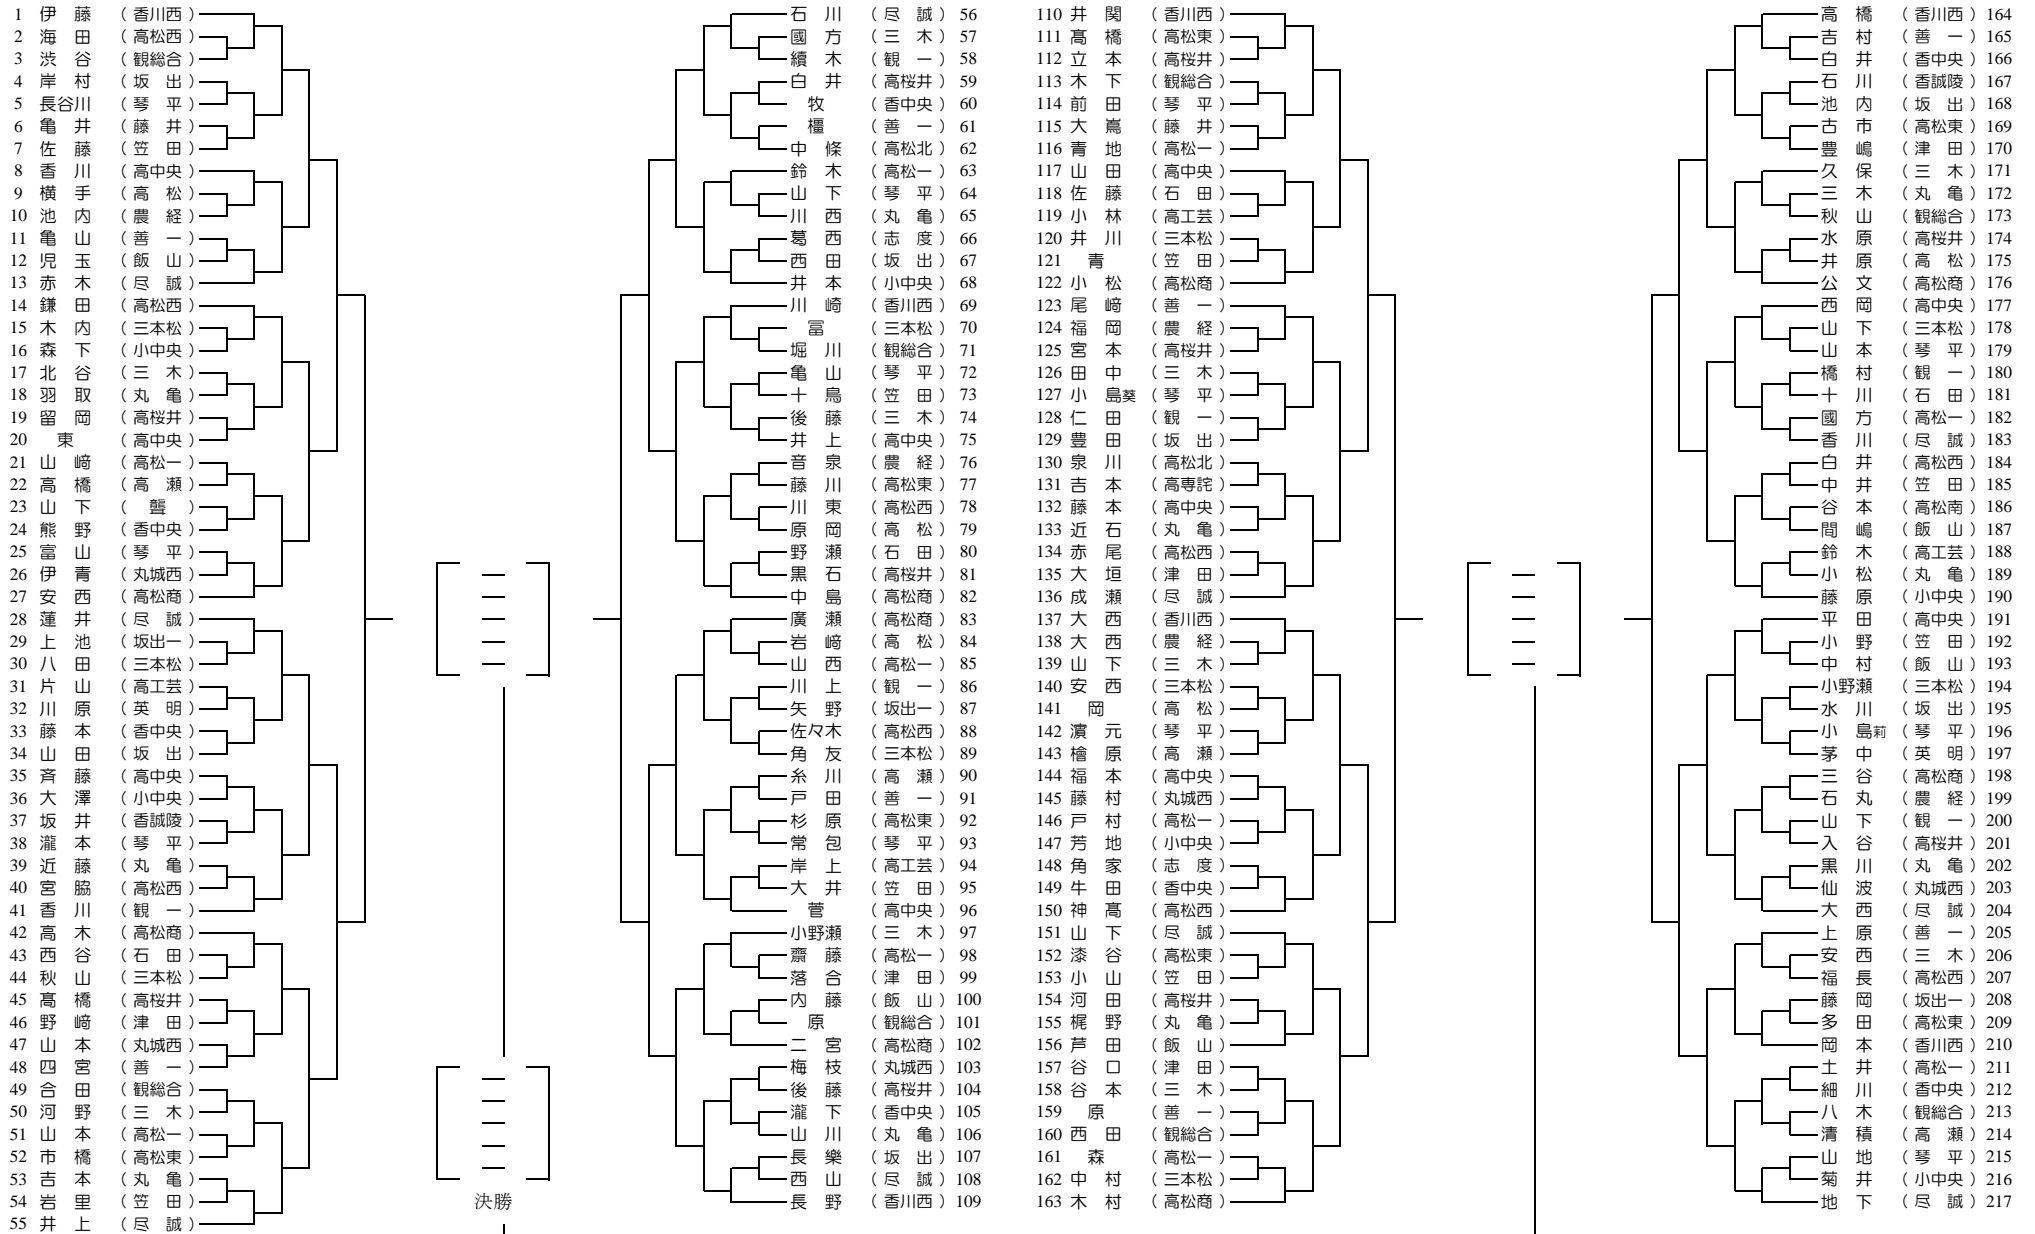 1 伊 藤 （ 香川西 ）
2 海 田 （ 高松西 ）
3 渋 谷 （ 観総合 ）
4 岸 村 （ 坂 出 ）
5 長谷川 （ 琴 平 ）
6 亀 井 （ 藤 井 ）
7 佐 藤 （ 笠 田 ）
8 香 川 （ 高中央 ）
9 横 手 （ 高 松 ）
10 池 内 （ 農 経 ）
11 亀 山 （ 善 一 ）
12 児 玉 （ 飯 山 ）
13 赤 木 （ 尽 誠 ）
14 鎌 田 （ 高松西 ）
15 木 内 （ 三本松 ）
16 森 下 （ 小中央 ）
17 北 谷 （ 三 木 ）
18 羽 取 （ 丸 亀 ）
19 留 岡 （ 高桜井 ）
20 東 （ 高中央 ）
21 山 﨑 （ 高松一 ）
22 高 橋 （ 高 瀬 ）
23 山 下 （ 聾 ）
24 熊 野 （ 香中央 ）
25 富 山 （ 琴 平 ）
26 伊 青 （ 丸城西 ）
27 安 西 （ 高松商 ）
28 蓮 井 （ 尽 誠 ）
29 上 池 （ 坂出一 ）
30 八 田 （ 三本松 ）
31 片 山 （ 高工芸 ）
32 川 原 （ 英 明 ）
33 藤 本 （ 香中央 ）
34 山 田 （ 坂 出 ）
35 斉 藤 （ 高中央 ）
36 大 澤 （ 小中央 ）
37 坂 井 （ 香誠陵 ）
38 瀧 本 （ 琴 平 ）
39 近 藤 （ 丸 亀 ）
40 宮 脇 （ 高松西 ）
41 香 川 （ 観 一 ）
42 高 木 （ 高松商 ）
43 西 谷 （ 石 田 ）
44 秋 山 （ 三本松 ）
45 髙 橋 （ 高桜井 ）
46 野 﨑 （ 津 田 ）
47 山 本 （ 丸城西 ）
48 四 宮 （ 善 一 ）
49 合 田 （ 観総合 ）
50 河 野 （ 三 木 ）
51 山 本 （ 高松一 ）
52 市 橋 （ 高松東 ）
53 吉 本 （ 丸 亀 ）
54 岩 里 （ 笠 田 ）
55 井 上 （ 尽 誠 ）
決勝
石 川 （ 尽 誠 ） 56
國 方 （ 三 木 ） 57
續 木 （ 観 一 ） 58
白 井 （ 高桜井 ） 59
牧 （ 香中央 ） 60
橿 （ 善 一 ） 61
中 條 （ 高松北 ） 62
鈴 木 （ 高松一 ） 63
山 下 （ 琴 平 ） 64
川 西 （ 丸 亀 ） 65
葛 西 （ 志 度 ） 66
西 田 （ 坂 出 ） 67
井 本 （ 小中央 ） 68
川 崎 （ 香川西 ） 69
冨 （ 三本松 ） 70
堀 川 （ 観総合 ） 71
亀 山 （ 琴 平 ） 72
十 鳥 （ 笠 田 ） 73
後 藤 （ 三 木 ） 74
井 上 （ 高中央 ） 75
音 泉 （ 農 経 ） 76
藤 川 （ 高松東 ） 77
川 東 （ 高松西 ） 78
原 岡 （ 高 松 ） 79
野 瀬 （ 石 田 ） 80
黒 石 （ 高桜井 ） 81
中 島 （ 高松商 ） 82
廣 瀬 （ 高松商 ） 83
岩 﨑 （ 高 松 ） 84
山 西 （ 高松一 ） 85
川 上 （ 観 一 ） 86
矢 野 （ 坂出一 ） 87
佐々木 （ 高松西 ） 88
角 友 （ 三本松 ） 89
糸 川 （ 高 瀬 ） 90
戸 田 （ 善 一 ） 91
杉 原 （ 高松東 ） 92
常 包 （ 琴 平 ） 93
岸 上 （ 高工芸 ） 94
大 井 （ 笠 田 ） 95
菅 （ 高中央 ） 96
小野瀬 （ 三 木 ） 97
齋 藤 （ 高松一 ） 98
落 合 （ 津 田 ） 99
内 藤 （ 飯 山 ） 100
原 （ 観総合 ） 101
二 宮 （ 高松商 ） 102
梅 枝 （ 丸城西 ） 103
後 藤 （ 高桜井 ） 104
瀧 下 （ 香中央 ） 105
山 川 （ 丸 亀 ） 106
長 樂 （ 坂 出 ） 107
西 山 （ 尽 誠 ） 108
長 野 （ 香川西 ） 109
110 井 関 （ 香川西 ）
111 髙 橋 （ 高松東 ）
112 立 本 （ 高桜井 ）
113 木 下 （ 観総合 ）
114 前 田 （ 琴 平 ）
115 大 嶌 （ 藤 井 ）
116 青 地 （ 高松一 ）
117 山 田 （ 高中央 ）
118 佐 藤 （ 石 田 ）
119 小 林 （ 高工芸 ）
120 井 川 （ 三本松 ）
121 青 （ 笠 田 ）
122 小 松 （ 高松商 ）
123 尾 﨑 （ 善 一 ）
124 福 岡 （ 農 経 ）
125 宮 本 （ 高桜井 ）
126 田 中 （ 三 木 ）
127 小 島葵 （ 琴 平 ）
128 仁 田 （ 観 一 ）
129 豊 田 （ 坂 出 ）
130 泉 川 （ 高松北 ）
131 吉 本 （ 高専詫 ）
132 藤 本 （ 高中央 ）
133 近 石 （ 丸 亀 ）
134 赤 尾 （ 高松西 ）
135 大 垣 （ 津 田 ）
136 成 瀬 （ 尽 誠 ）
137 大 西 （ 香川西 ）
138 大 西 （ 農 経 ）
139 山 下 （ 三 木 ）
140 安 西 （ 三本松 ）
141 岡 （ 高 松 ）
142 濵 元 （ 琴 平 ）
143 檜 原 （ 高 瀬 ）
144 福 本 （ 高中央 ）
145 藤 村 （ 丸城西 ）
146 戸 村 （ 高松一 ）
147 芳 地 （ 小中央 ）
148 角 家 （ 志 度 ）
149 牛 田 （ 香中央 ）
150 神 髙 （ 高松西 ）
151 山 下 （ 尽 誠 ）
152 漆 谷 （ 高松東 ）
153 小 山 （ 笠 田 ）
154 河 田 （ 高桜井 ）
155 梶 野 （ 丸 亀 ）
156 芦 田 （ 飯 山 ）
157 谷 口 （ 津 田 ）
158 谷 本 （ 三 木 ）
159 原 （ 善 一 ）
160 西 田 （ 観総合 ）
161 森 （ 高松一 ）
162 中 村 （ 三本松 ）
163 木 村 （ 高松商 ）
高 橋 （ 香川西 ） 164
吉 村 （ 善 一 ） 165
白 井 （ 香中央 ） 166
石 川 （ 香誠陵 ） 167
池 内 （ 坂 出 ） 168
古 市 （ 高松東 ） 169
豊 嶋 （ 津 田 ） 170
久 保 （ 三 木 ） 171
三 木 （ 丸 亀 ） 172
秋 山 （ 観総合 ） 173
水 原 （ 高桜井 ） 174
井 原 （ 高 松 ） 175
公 文 （ 高松商 ） 176
西 岡 （ 高中央 ） 177
山 下 （ 三本松 ） 178
山 本 （ 琴 平 ） 179
橋 村 （ 観 一 ） 180
十 川 （ 石 田 ） 181
國 方 （ 高松一 ） 182
香 川 （ 尽 誠 ） 183
白 井 （ 高松西 ） 184
中 井 （ 笠 田 ） 185
谷 本 （ 高松南 ） 186
間 嶋 （ 飯 山 ） 187
鈴 木 （ 高工芸 ） 188
小 松 （ 丸 亀 ） 189
藤 原 （ 小中央 ） 190
平 田 （ 高中央 ） 191
小 野 （ 笠 田 ） 192
中 村 （ 飯 山 ） 193
小野瀬 （ 三本松 ） 194
水 川 （ 坂 出 ） 195
小 島莉 （ 琴 平 ） 196
茅 中 （ 英 明 ） 197
三 谷 （ 高松商 ） 198
石 丸 （ 農 経 ） 199
山 下 （ 観 一 ） 200
入 谷 （ 高桜井 ） 201
黒 川 （ 丸 亀 ） 202
仙 波 （ 丸城西 ） 203
大 西 （ 尽 誠 ） 204
上 原 （ 善 一 ） 205
安 西 （ 三 木 ） 206
福 長 （ 高松西 ） 207
藤 岡 （ 坂出一 ） 208
多 田 （ 高松東 ） 209
岡 本 （ 香川西 ） 210
土 井 （ 高松一 ） 211
細 川 （ 香中央 ） 212
八 木 （ 観総合 ） 213
清 積 （ 高 瀬 ） 214
山 地 （ 琴 平 ） 215
菊 井 （ 小中央 ） 216
地 下 （ 尽 誠 ） 217